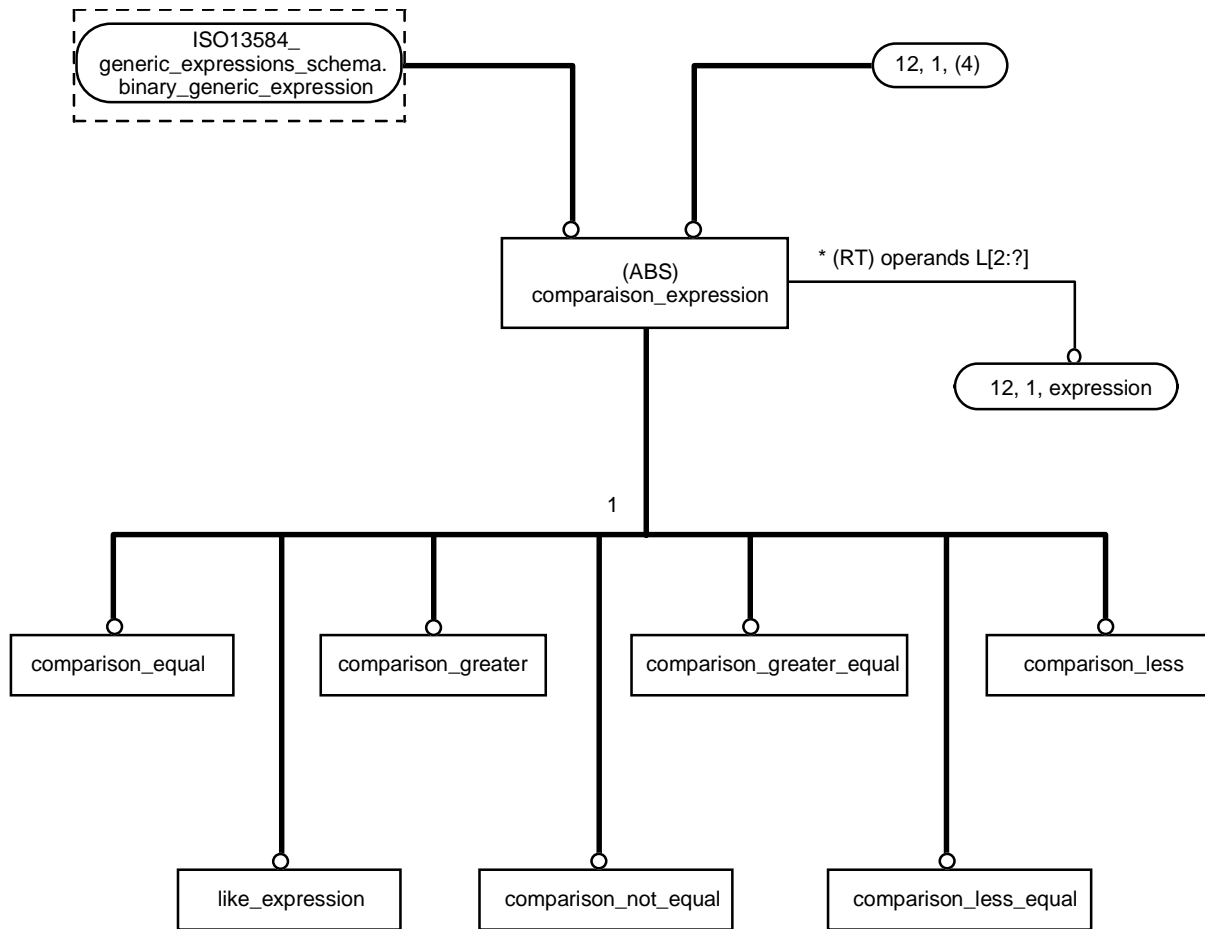 ISO13584_
generic_expressions_schema.
binary_generic_expression
12, 1, (4)
(ABS)
comparaison_expression
* (RT) operands L[2:?]
12, 1, expression
1
comparison_equal
comparison_greater
comparison_greater_equal
comparison_less
like_expression
comparison_not_equal
comparison_less_equal